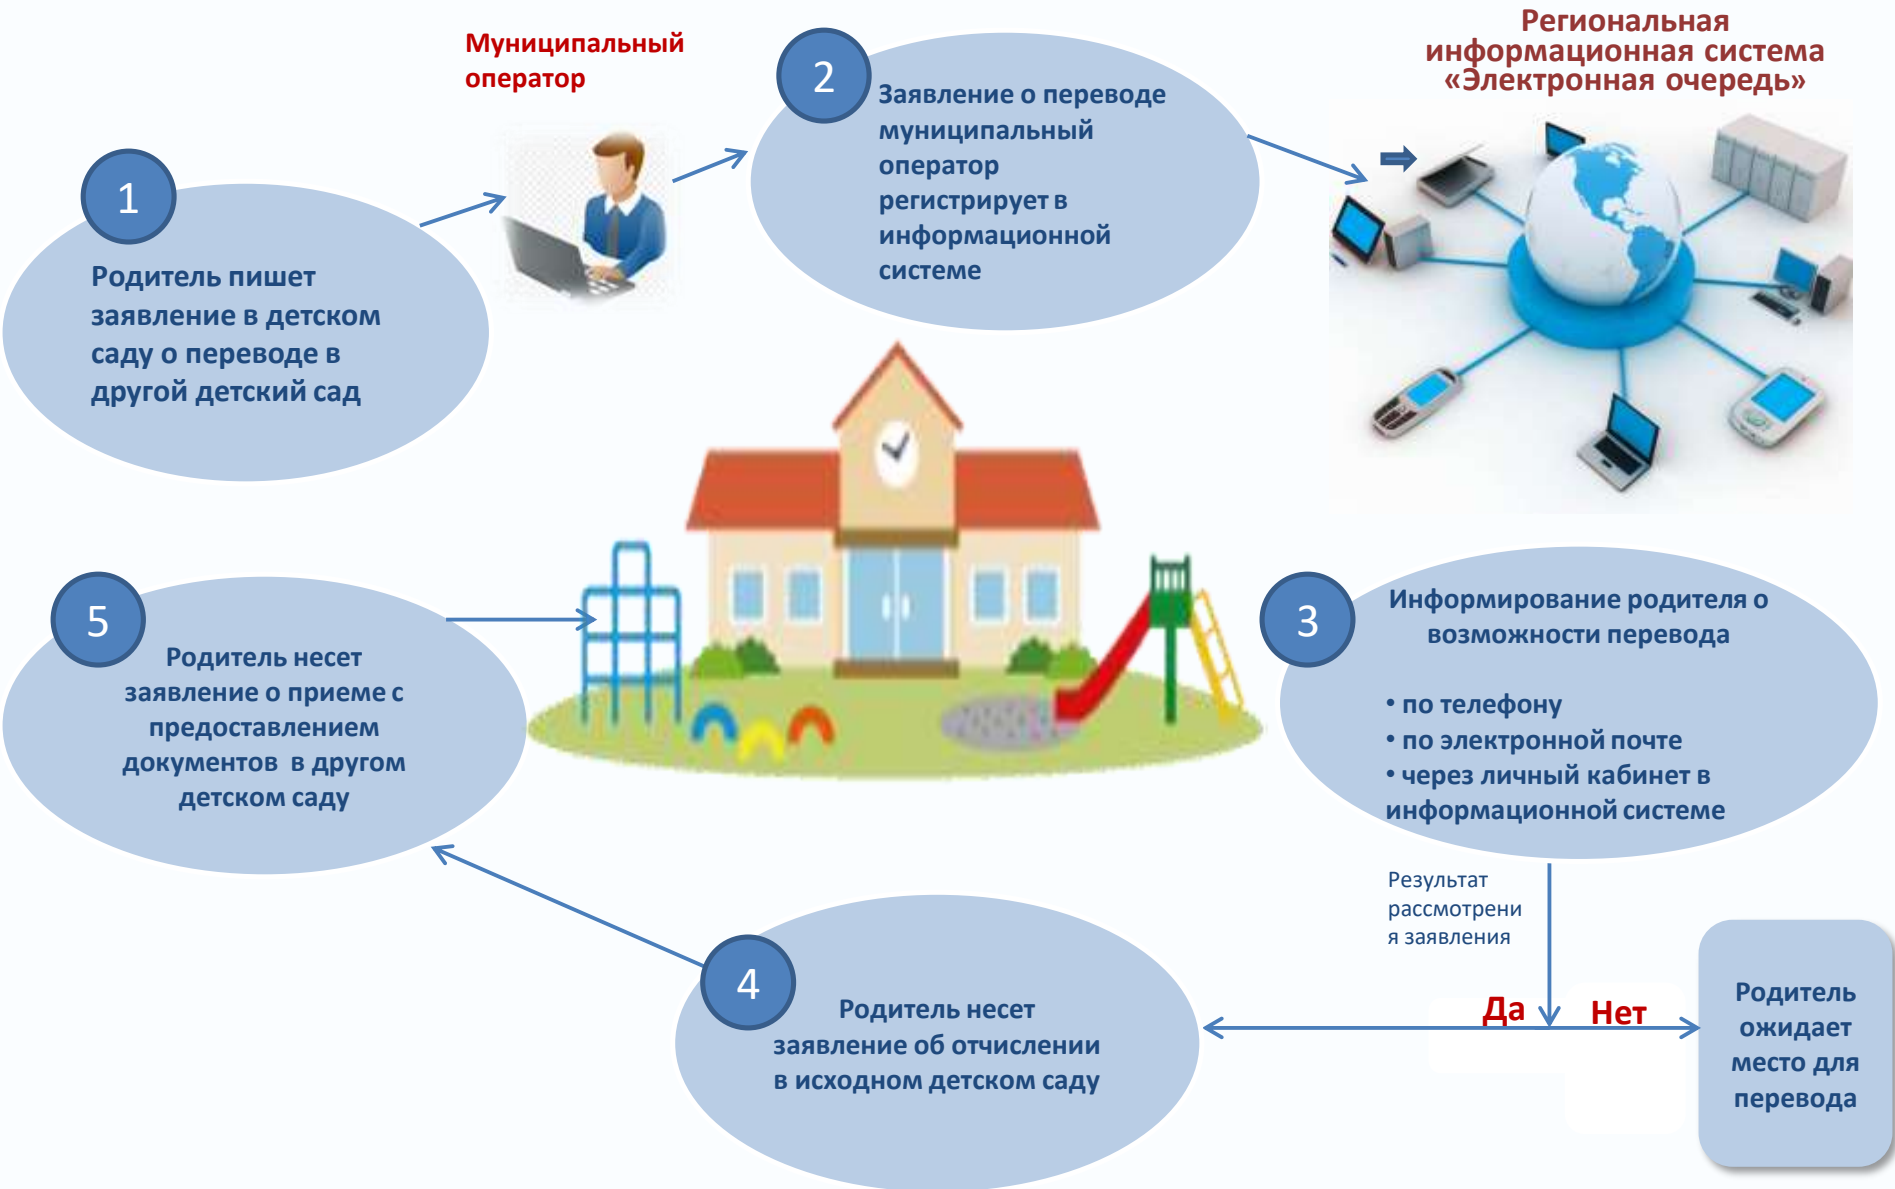 Муниципальный
оператор
Региональная
информационная система
«Электронная очередь»
1
Родитель пишет
заявление в детском
саду о переводе в
другой детский сад
2
Заявление о переводе
муниципальный
оператор
регистрирует в
информационной
системе
3
Информирование родителя о
возможности перевода
• по телефону
• по электронной почте
• через личный кабинет в
информационной системе
Результат
рассмотрени
я заявления
Да
Нет
Родитель
ожидает
место для
перевода
4
Родитель несет
заявление об отчислении
в исходном детском саду
5
Родитель несет
заявление о приеме с
предоставлением
документов в другом
детском саду